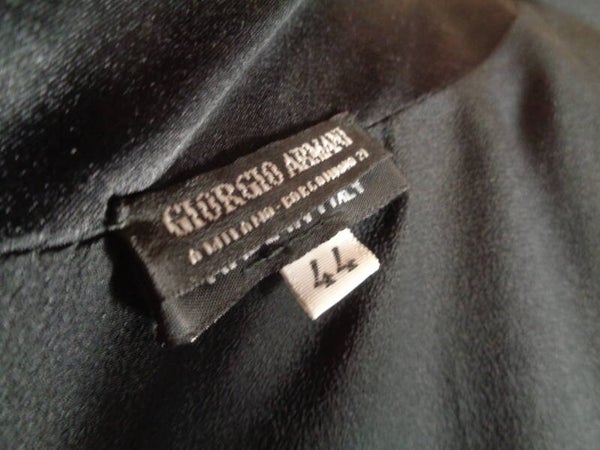 GIORGIO ARMANI
A MILANO-BORGONUOVO 21
ITALY
44